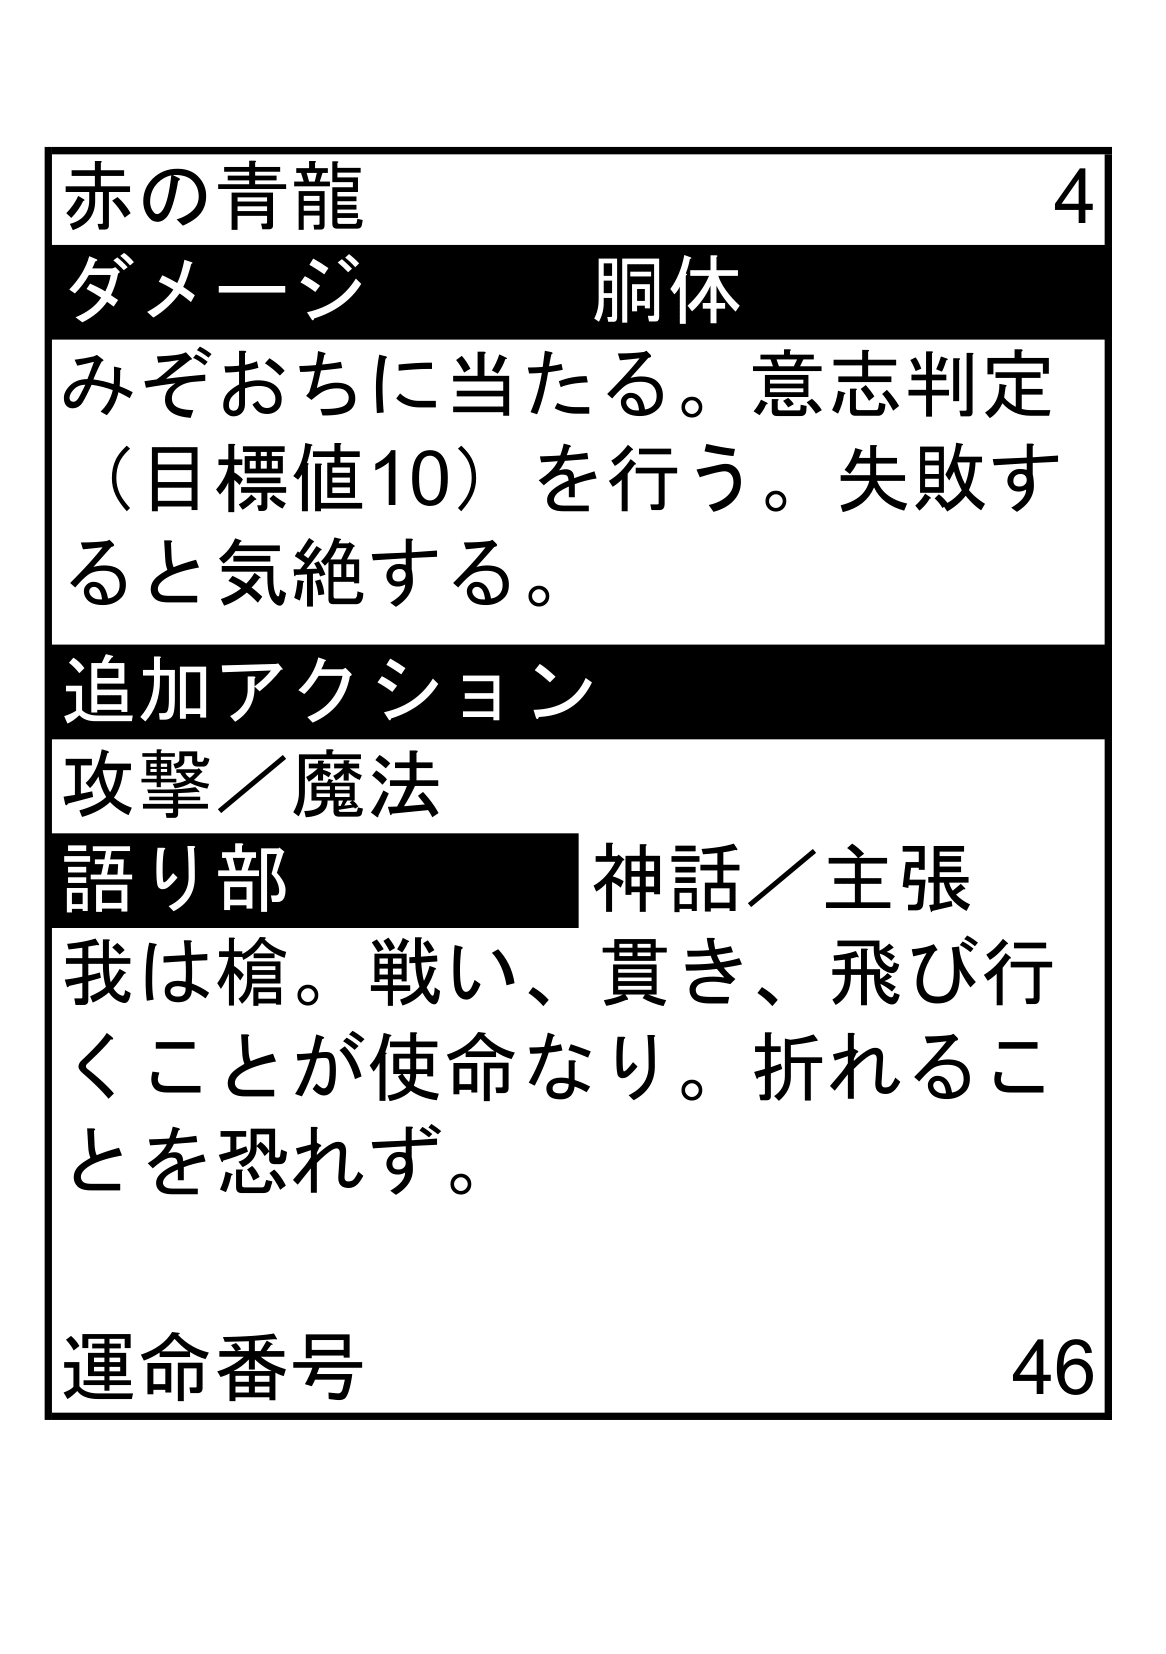 赤の青龍 4
ダメージ 胴体
みぞおちに当たる。意志判定
（目標値10）を行う。失敗す
ると気絶する。
追加アクション
攻撃／魔法
語り部 神話／主張
我は槍。戦い、貫き、飛び行
くことが使命なり。折れるこ
とを恐れず。
運命番号 46